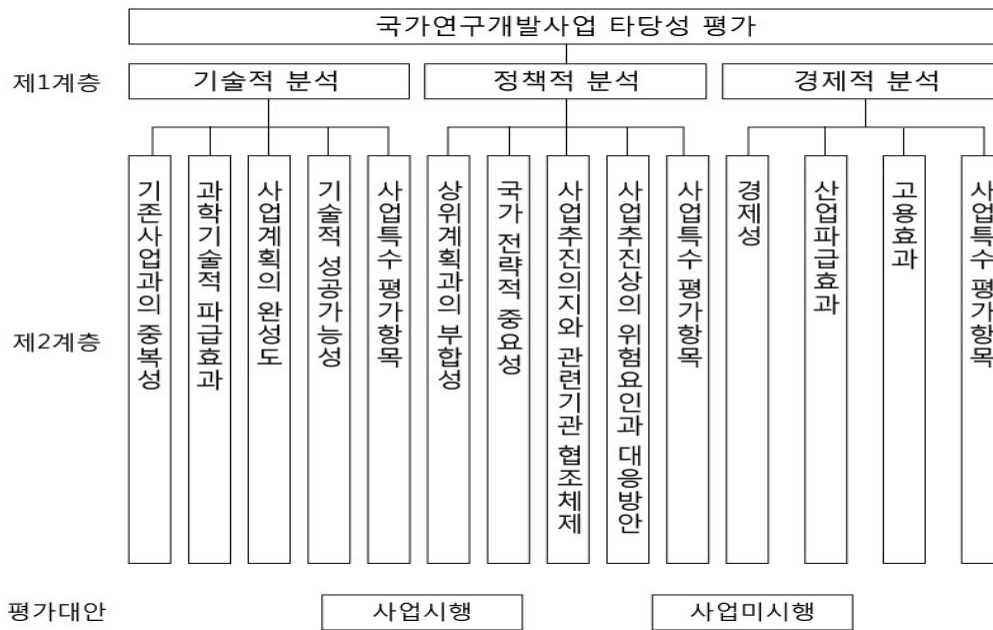 국가연구개발사업 타당성 평가
제1계층
기술적 분석
정책적 분석
경제적 분석
제2계층
기존사업과의 중복성
과학기술적 파급효과
사업계획의 완성도
기술적 성공가능성
사업특수 평가항목
상위계획과의 부합성
국가 전략적 중요성
사업추진의지와 관련기관 협조체제
사업추진상의 위험요인과 대응방안
사업특수 평가항목
경제성
산업파급효과
고용효과
사업특수 평가항목
평가대안
사업시행
사업미시행